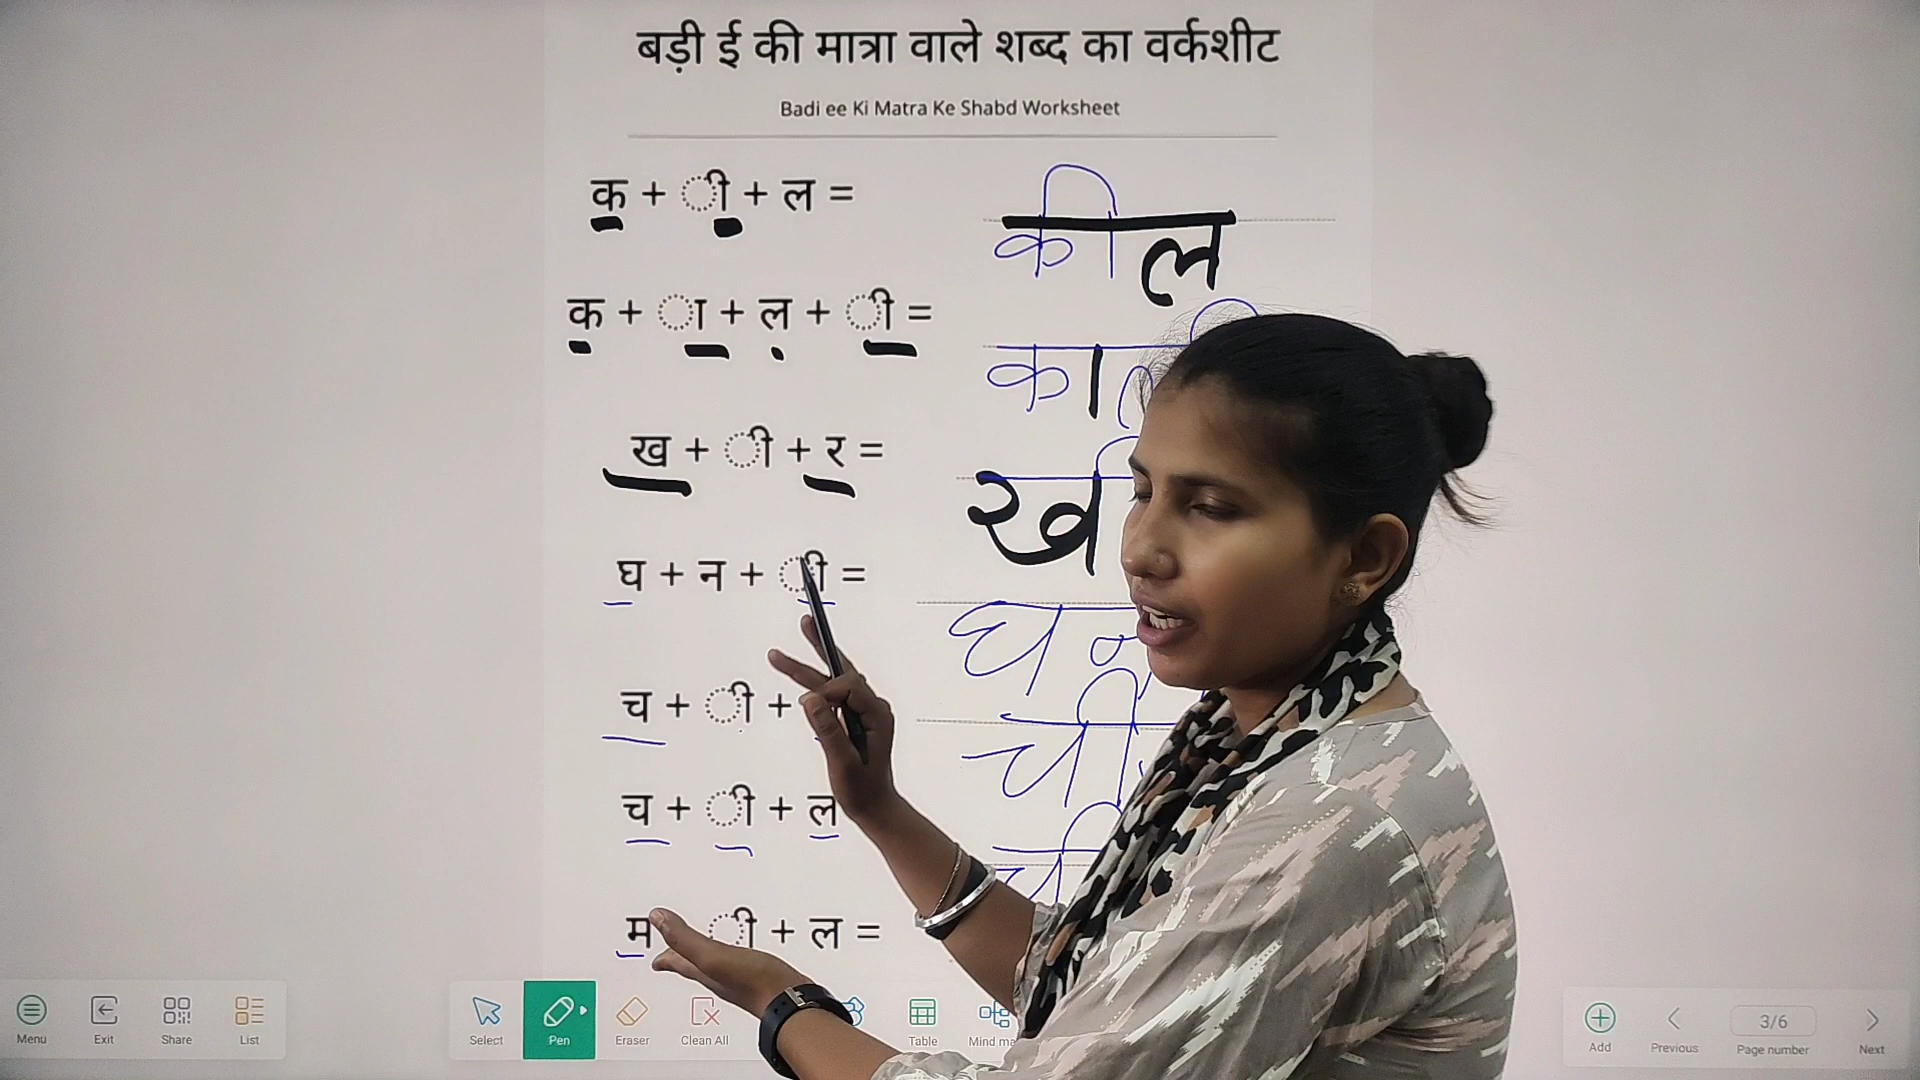 बड़ी ई की मात्रा वाले शब्द का वर्कशीट
Badi ee Ki Matra Ke Shabd Worksheet
क + ी + ल = कील
क + ा + ल + ी = का
ख + ी + र =
घ + न + ी = घ
च + ी + ची
च + ी + ल
म ी + ल =
Menu Exit Share List Select Pen Eraser Clean All Table Mind Add Previous 3/6 Page number Next